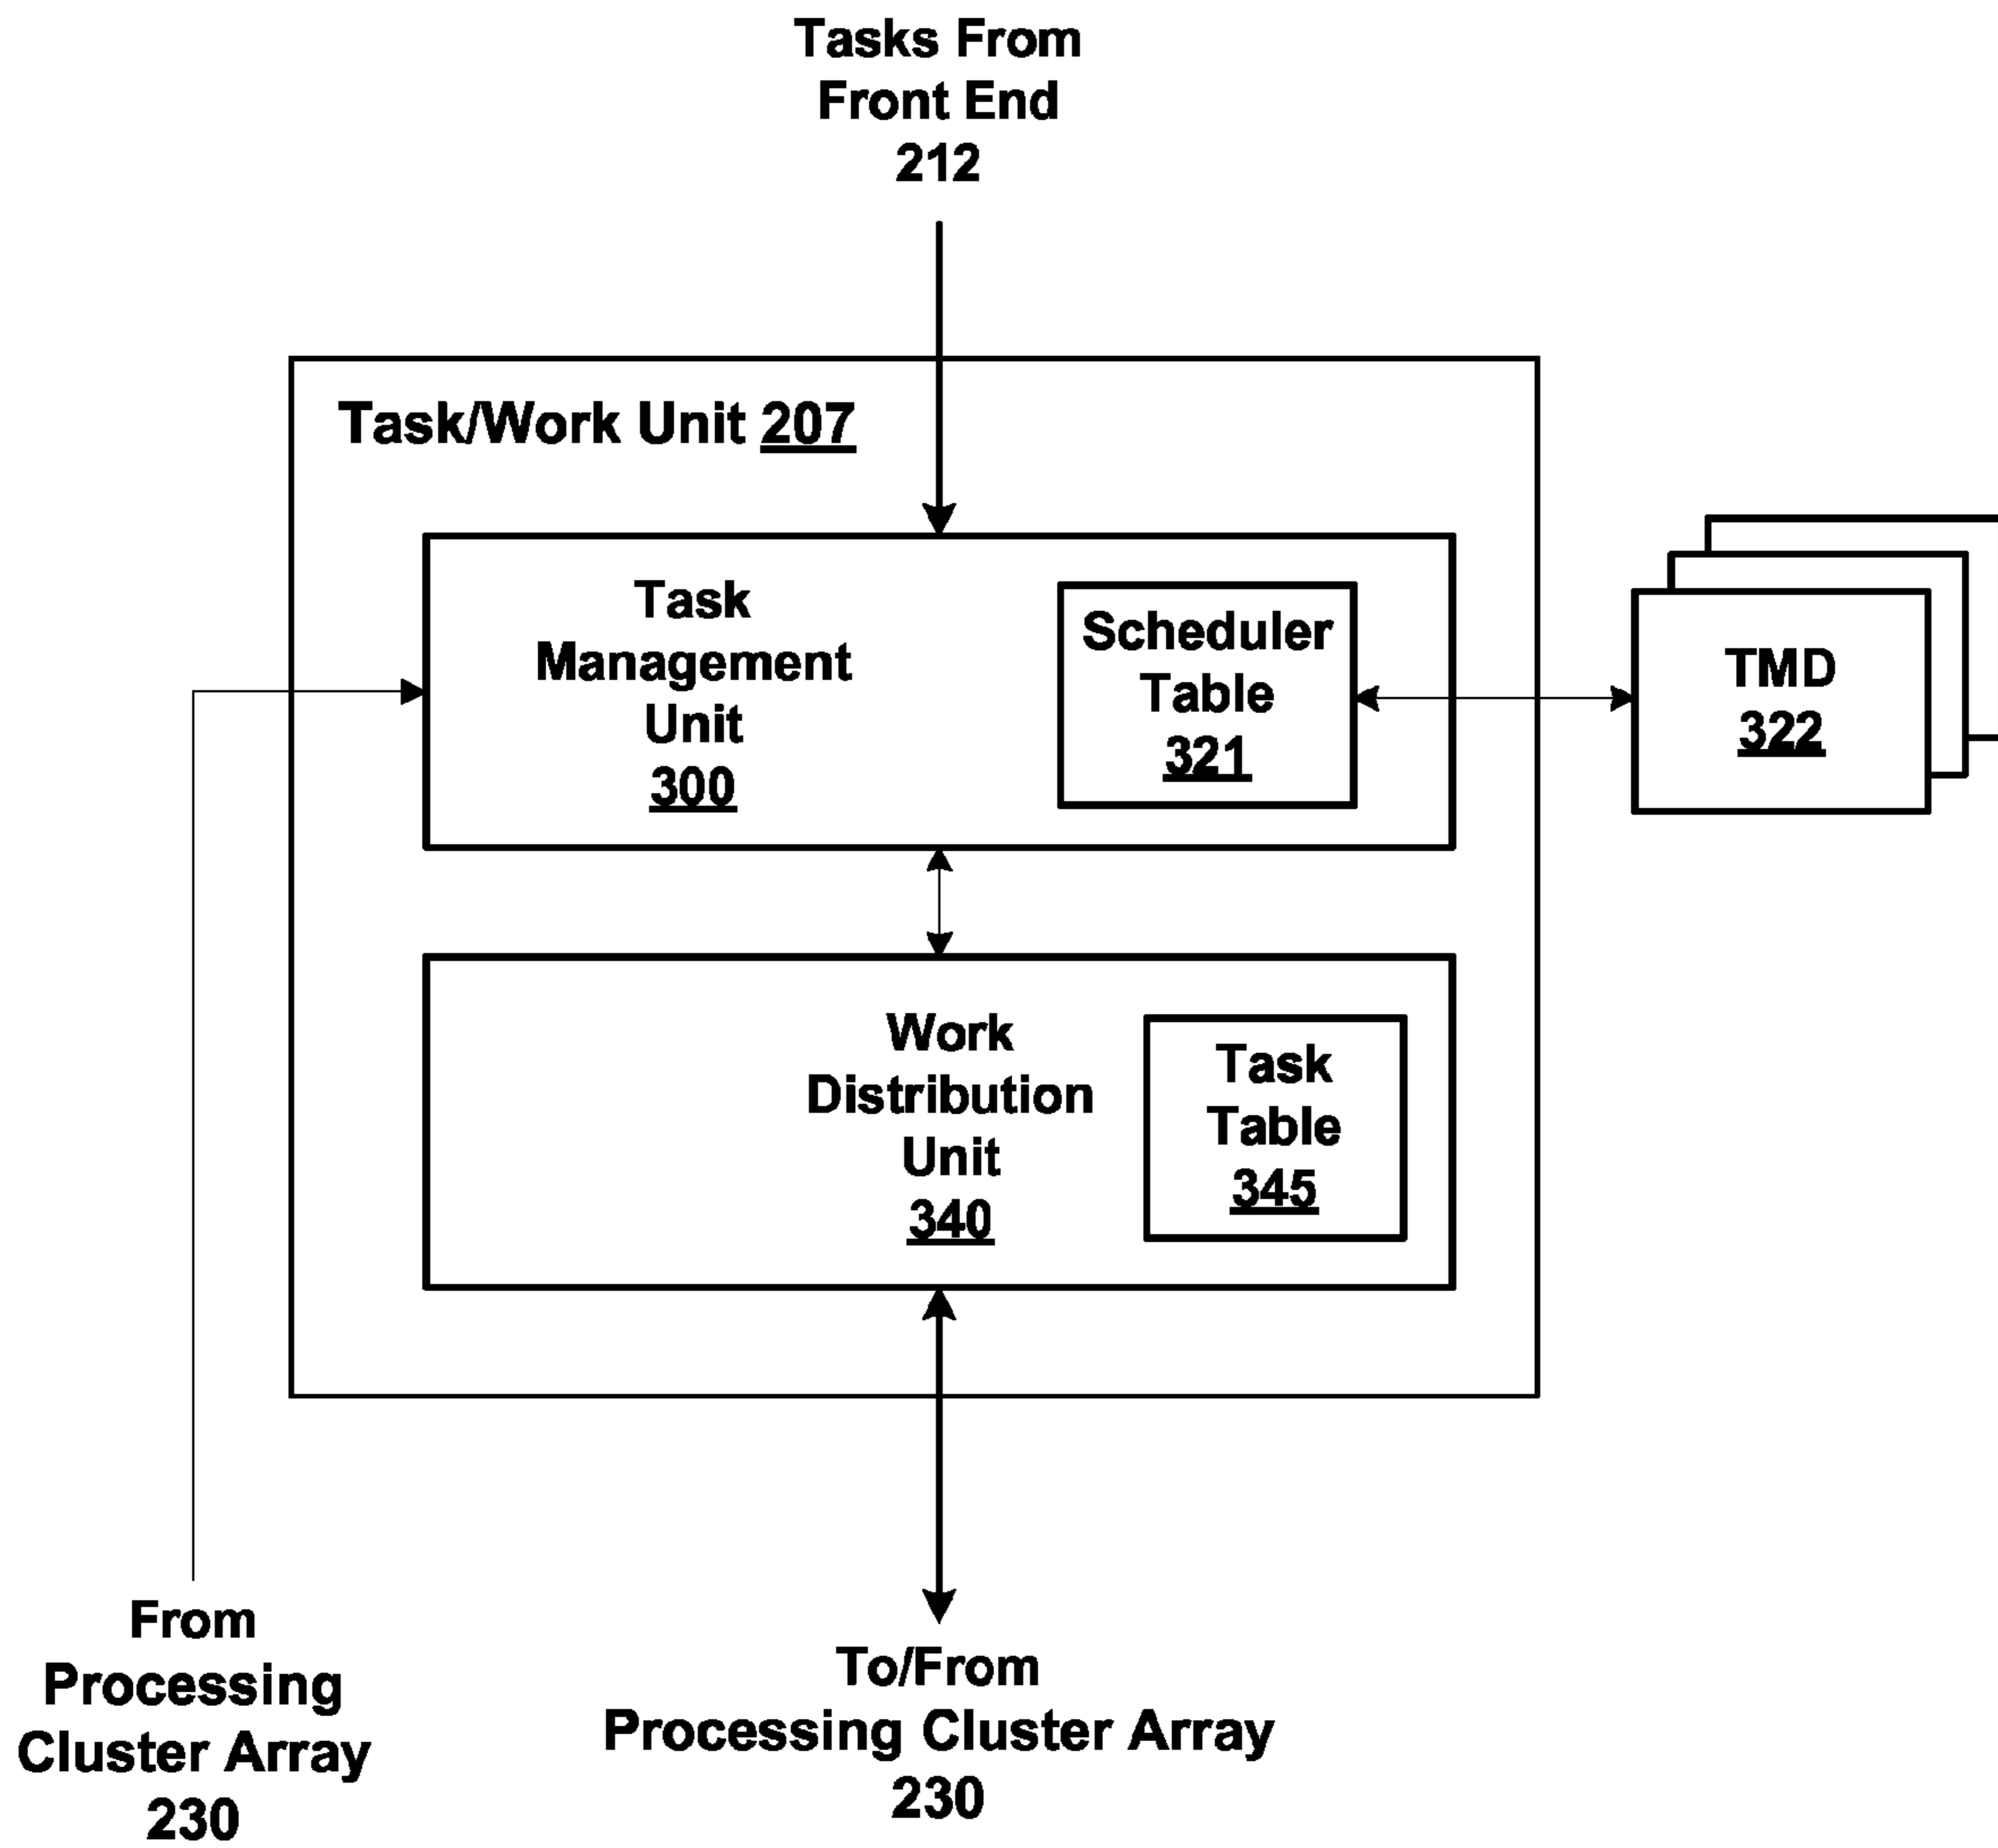 Tasks From
Front End
212
Task/Work Unit 207
Task
Management
Unit
300
Scheduler
Table
321
TMD
322
Work
Distribution
Unit
340
Task
Table
345
From
Processing
Cluster Array
230
To/From
Processing Cluster Array
230